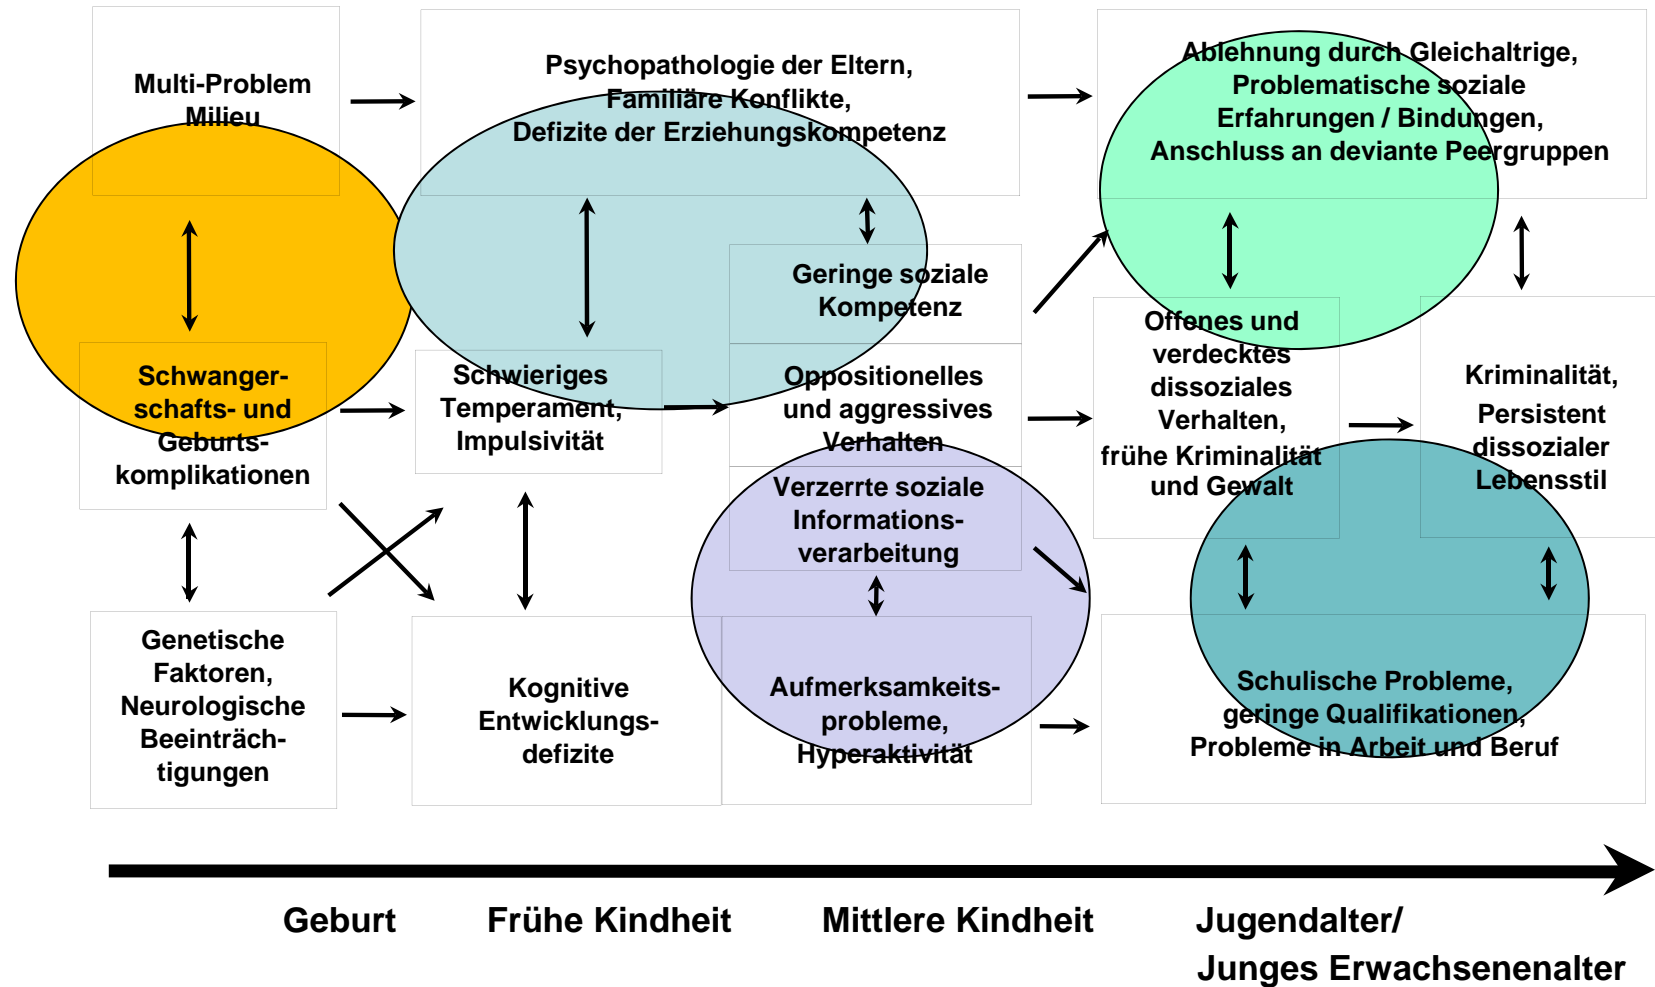 Multi-Problem
Milieu
Psychopathologie der Eltern,
Familiäre Konflikte,
Defizite der Erziehungskompetenz
Ablehnung durch Gleichaltrige,
Problematische soziale
Erfahrungen / Bindungen,
Anschluss an deviante Peergruppen
Geringe soziale
Kompetenz
Schwanger-
schafts- und
Geburts-
komplikationen
Schwieriges
Temperament,
Impulsivität
Oppositionelles
und aggressives
Verhalten
Verzerrte soziale
Informations-
verarbeitung
Offenes und
verdecktes
dissoziales
Verhalten,
frühe Kriminalität
und Gewalt
Kriminalität,
Persistent
dissozialer
Lebensstil
Genetische
Faktoren,
Neurologische
Beeinträch-
tigungen
Kognitive
Entwicklungs-
defizite
Aufmerksamkeits-
probleme,
Hyperaktivität
Schulische Probleme,
geringe Qualifikationen,
Probleme in Arbeit und Beruf
Geburt
Frühe Kindheit
Mittlere Kindheit
Jugendalter/
Junges Erwachsenenalter